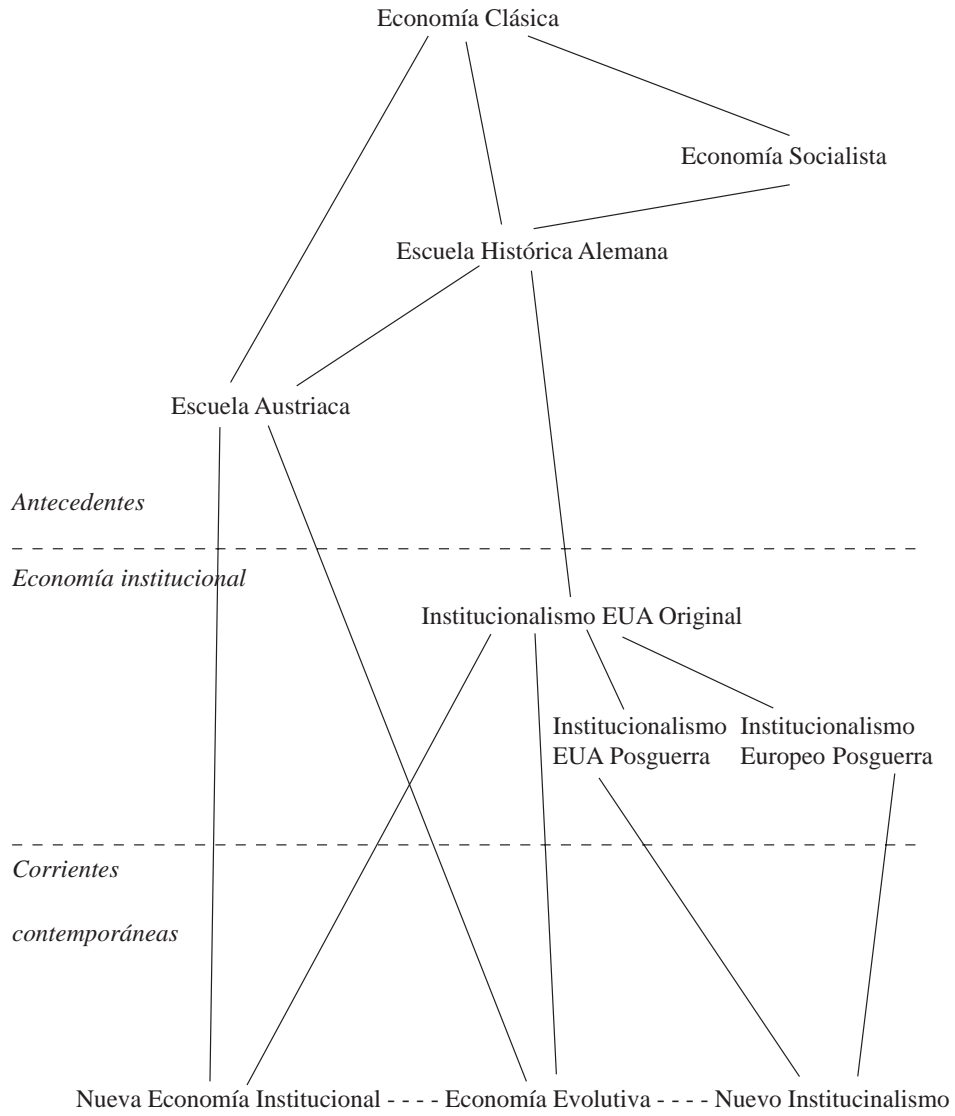 Economía Clásica
Economía Socialista
Escuela Histórica Alemana
Escuela Austriaca
Antecedentes
Economía institucional
Institucionalismo EUA Original
Institucionalismo
EUA Posguerra
Institucionalismo
Europeo Posguerra
Corrientes
contemporáneas
Nueva Economía Institucional - - - - Economía Evolutiva - - - - Nuevo Institucinalismo